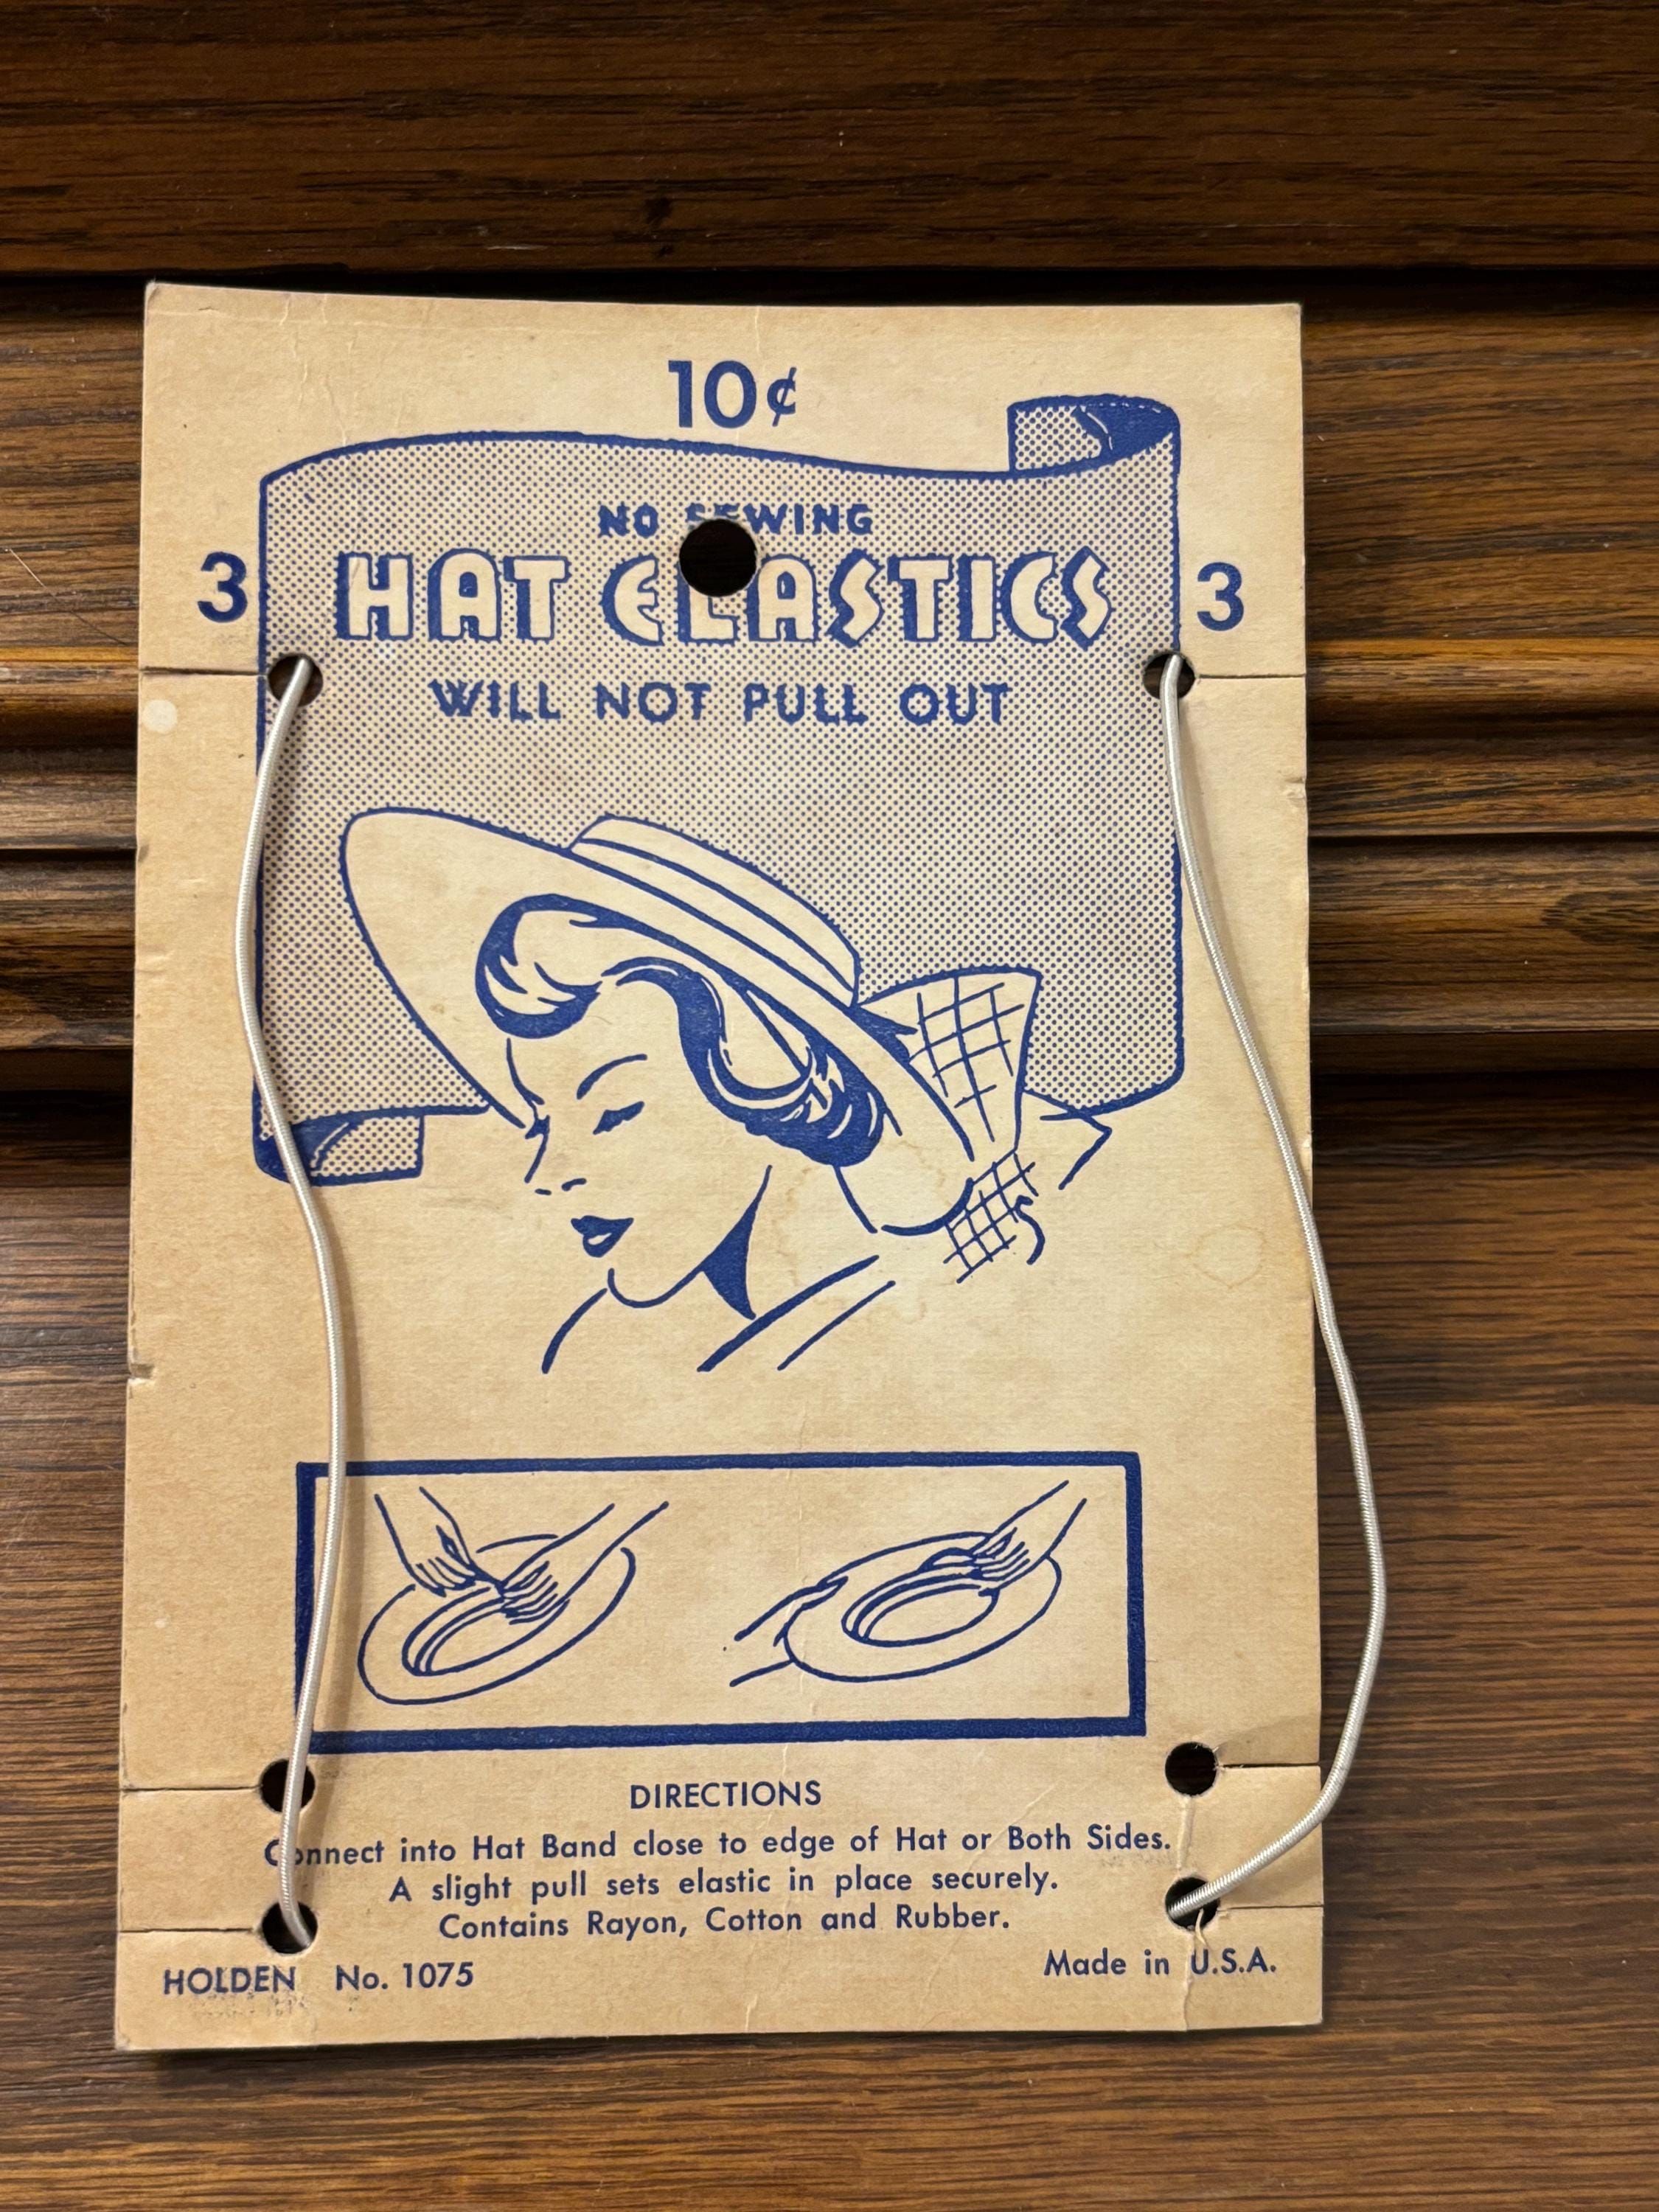 10¢
NO SEWING
3 HAT ELASTICS 3
WILL NOT PULL OUT
DIRECTIONS
Connect into Hat Band close to edge of Hat or Both Sides.
A slight pull sets elastic in place securely.
Contains Rayon, Cotton and Rubber.
HOLDEN No. 1075 Made in U.S.A.